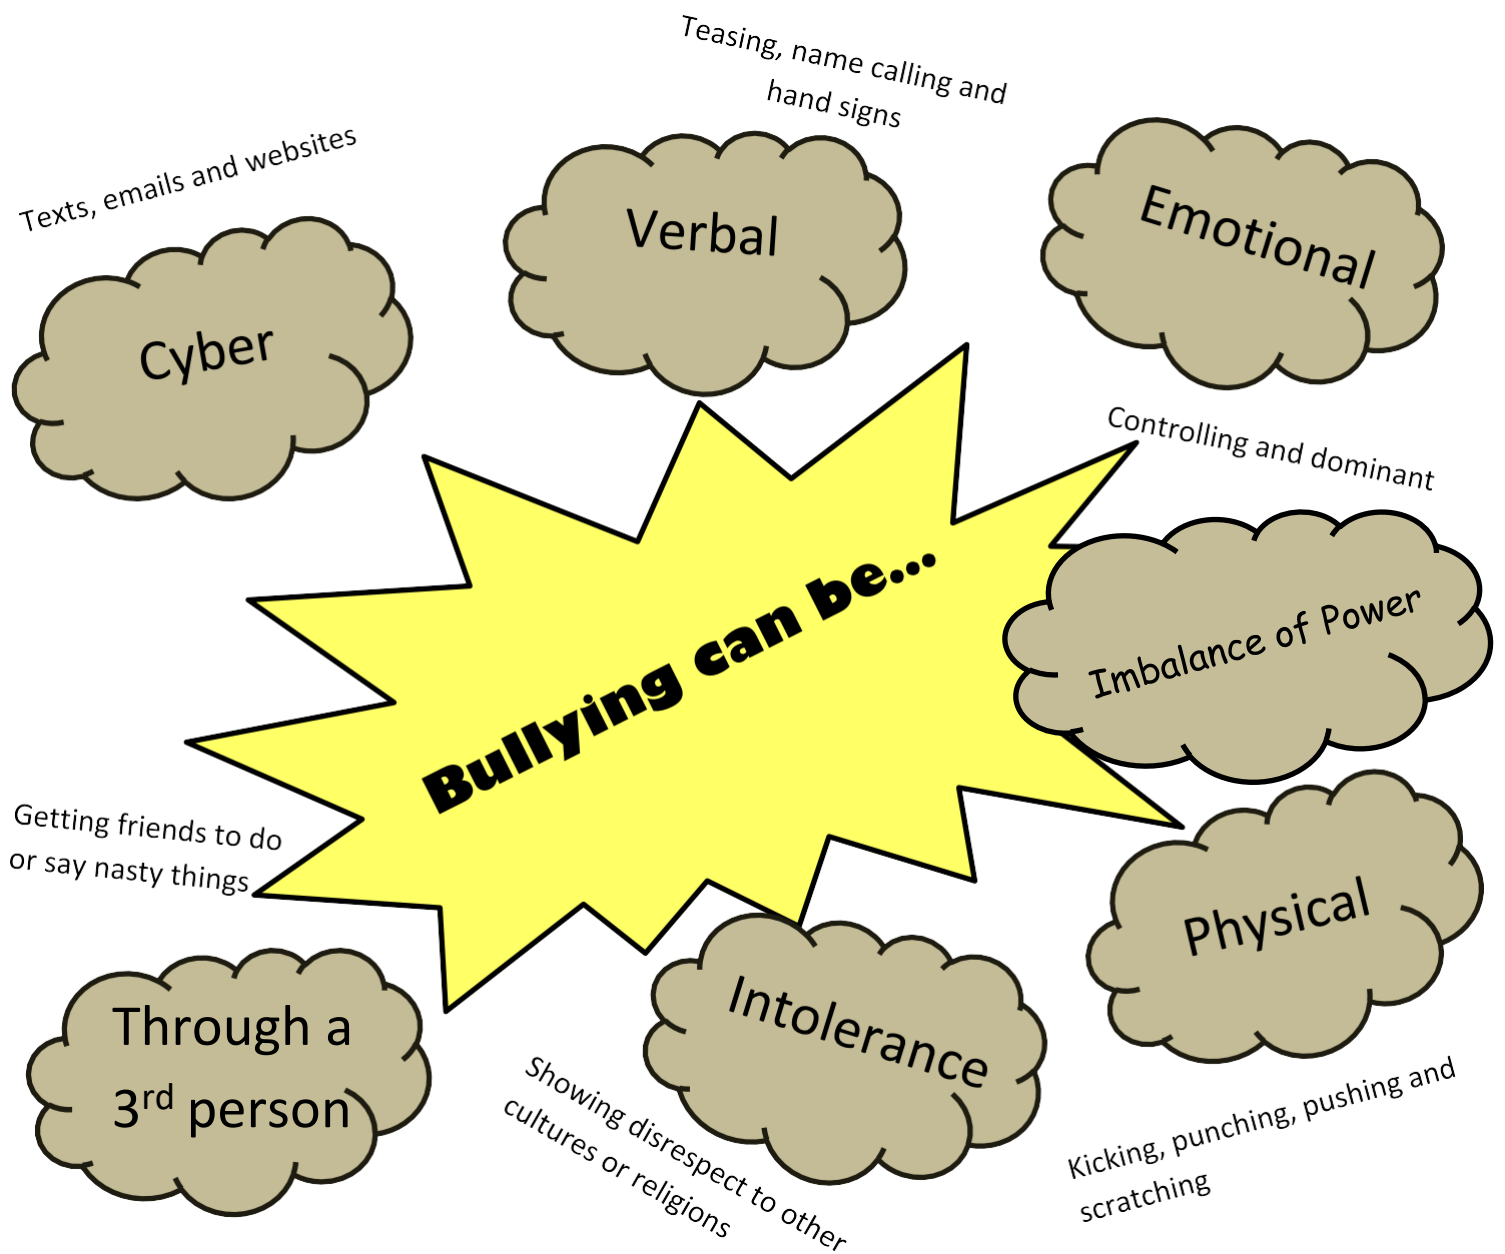 Teasing, name calling and
hand signs
Texts, emails and websites
Cyber
Verbal
Emotional
Controlling and dominant
Bullying can be...
Imbalance of Power
Getting friends to do
or say nasty things
Physical
Through a
3rd person
Intolerance
Showing disrespect to other
cultures or religions
Kicking, punching, pushing and
scratching